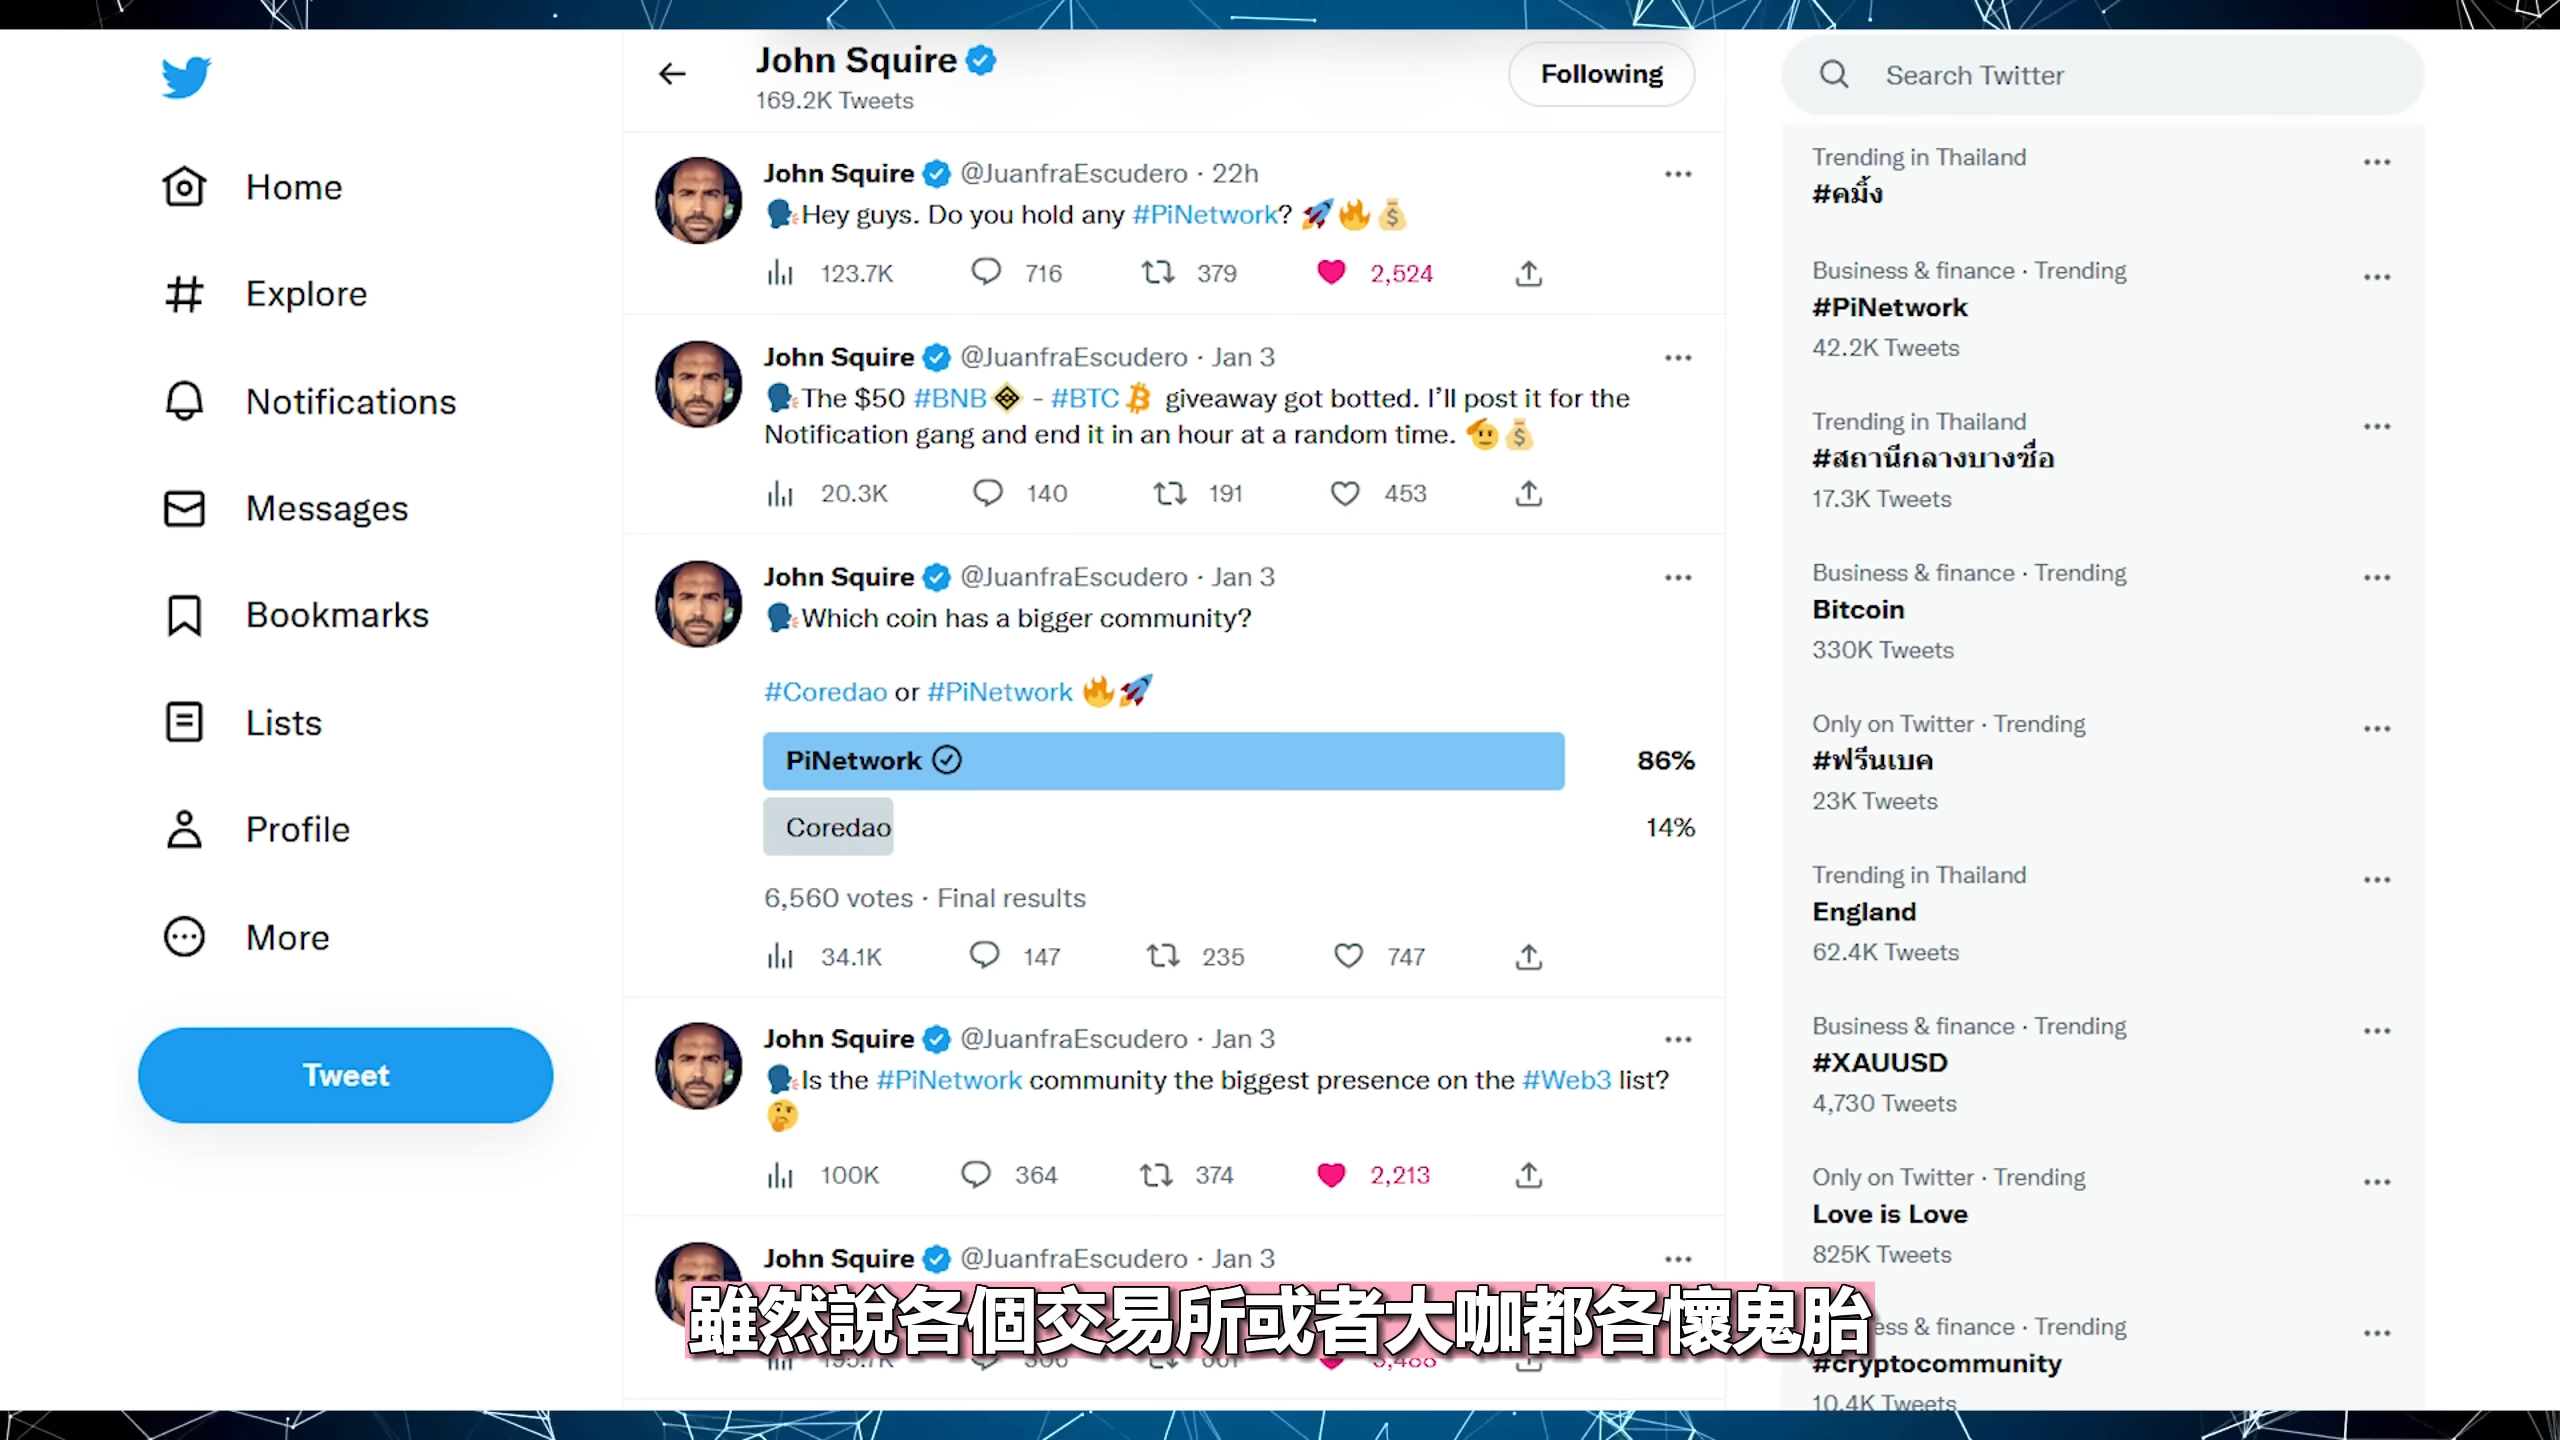 Home
Explore
Notifications
Messages
Bookmarks
Lists
Profile
More
Tweet
John Squire
169.2K Tweets
Following
John Squire @JuanfraEscudero · 22h
Hey guys. Do you hold any #PiNetwork? 🚀🔥💰
123.7K 716 379 2,524
John Squire @JuanfraEscudero · Jan 3
The $50 #BNB - #BTC giveaway got botted. I’ll post it for the
Notification gang and end it in an hour at a random time. 🫡💰
20.3K 140 191 453
John Squire @JuanfraEscudero · Jan 3
Which coin has a bigger community?
#Coredao or #PiNetwork 🔥🚀
PiNetwork 86%
Coredao 14%
6,560 votes · Final results
34.1K 147 235 747
John Squire @JuanfraEscudero · Jan 3
Is the #PiNetwork community the biggest presence on the #Web3 list?
🤔
100K 364 374 2,213
John Squire @JuanfraEscudero · Jan 3
雖然說各個交易所或者大咖都各懷鬼胎
Search Twitter
Trending in Thailand
#คมิ้ง
Business & finance · Trending
#PiNetwork
42.2K Tweets
Trending in Thailand
#สถานีกลางบางซื่อ
17.3K Tweets
Business & finance · Trending
Bitcoin
330K Tweets
Only on Twitter · Trending
#ฟรีนเบค
23K Tweets
Trending in Thailand
England
62.4K Tweets
Business & finance · Trending
#XAUUSD
4,730 Tweets
Only on Twitter · Trending
Love is Love
825K Tweets
& finance · Trending
#cryptocommunity
10.4K Tweets